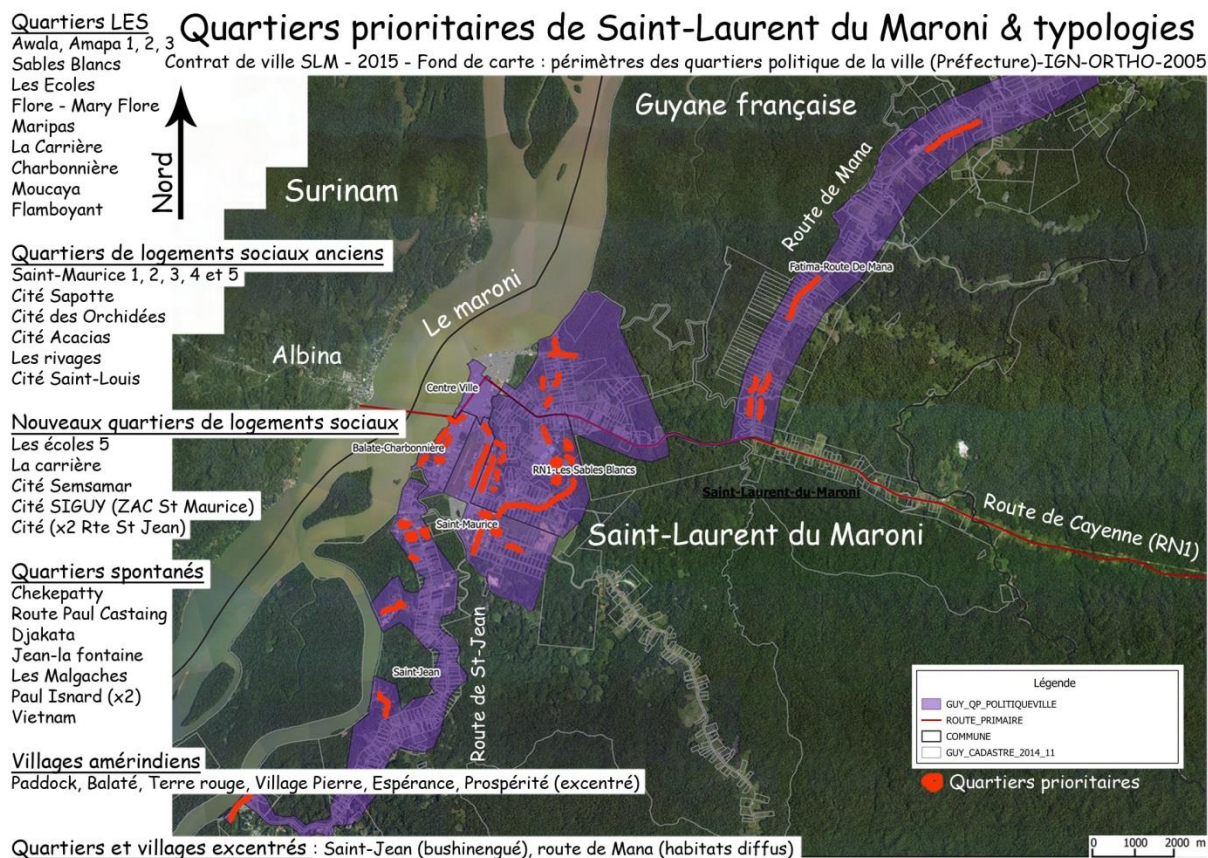 Quartiers prioritaires de Saint-Laurent du Maroni & typologies
Contrat de ville SLM - 2015 - Fond de carte : périmètres des quartiers politique de la ville (Préfecture)-IGN-ORTHO-2005
Quartiers LES
Awala, Amapa 1, 2, 3
Sables Blancs
Les Ecoles
Flore - Mary Flore
Maripas
La Carrière
Charbonnière
Moucaya
Flamboyant
Quartiers de logements sociaux anciens
Saint-Maurice 1, 2, 3, 4 et 5
Cité Sapotte
Cité des Orchidées
Cité Acacias
Les rivages
Cité Saint-Louis
Nouveaux quartiers de logements sociaux
Les écoles 5
La carrière
Cité Semsamar
Cité SIGUY (ZAC St Maurice)
Cité (x2 Rte St Jean)
Quartiers spontanés
Chekepatty
Route Paul Castaing
Djakata
Jean-la fontaine
Les Malgaches
Paul Isnard (x2)
Vietnam
Villages amérindiens
Paddock, Balaté, Terre rouge, Village Pierre, Espérance, Prospérité (excentré)
Quartiers et villages excentrés : Saint-Jean (bushinengué), route de Mana (habitats diffus)
Nord
Surinam
Guyane française
Le maroni
Albina
Route de Mana
Fatima-Route De Mana
Centre Ville
Balate-Charbonnière
RN1-Les Sables Blancs
Saint-Laurent-du-Maroni
Saint-Maurice
Saint-Laurent du Maroni
Route de Cayenne (RN1)
Saint-Jean
Route de St-Jean
Légende
GUY_QP_POLITIQUEVILLE
ROUTE_PRIMAIRE
COMMUNE
GUY_CADASTRE_2014_11
Quartiers prioritaires
0 1000 2000 m